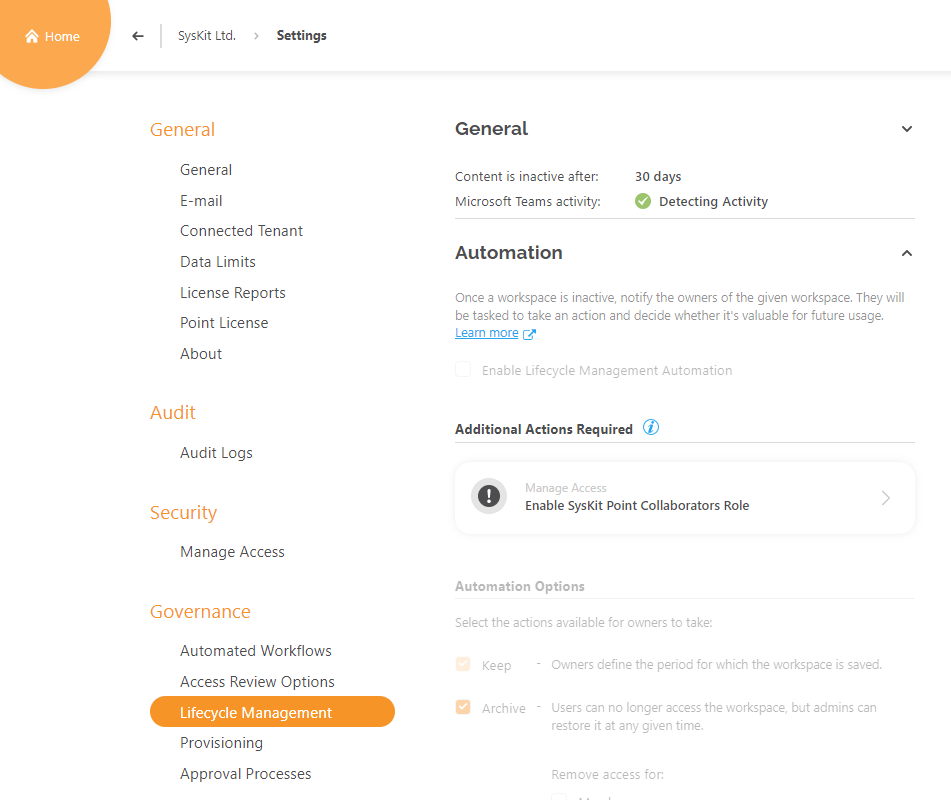 Home
SysKit Ltd. > Settings
General
General
E-mail
Connected Tenant
Data Limits
License Reports
Point License
About
Audit
Audit Logs
Security
Manage Access
Governance
Automated Workflows
Access Review Options
Lifecycle Management
Provisioning
Approval Processes
General
Content is inactive after: 30 days
Microsoft Teams activity: Detecting Activity
Automation
Once a workspace is inactive, notify the owners of the given workspace. They will
be tasked to take an action and decide whether it's valuable for future usage.
Learn more
Enable Lifecycle Management Automation
Additional Actions Required
Manage Access
Enable SysKit Point Collaborators Role
Automation Options
Select the actions available for owners to take:
Keep - Owners define the period for which the workspace is saved.
Archive - Users can no longer access the workspace, but admins can
restore it at any given time.
Remove access for: